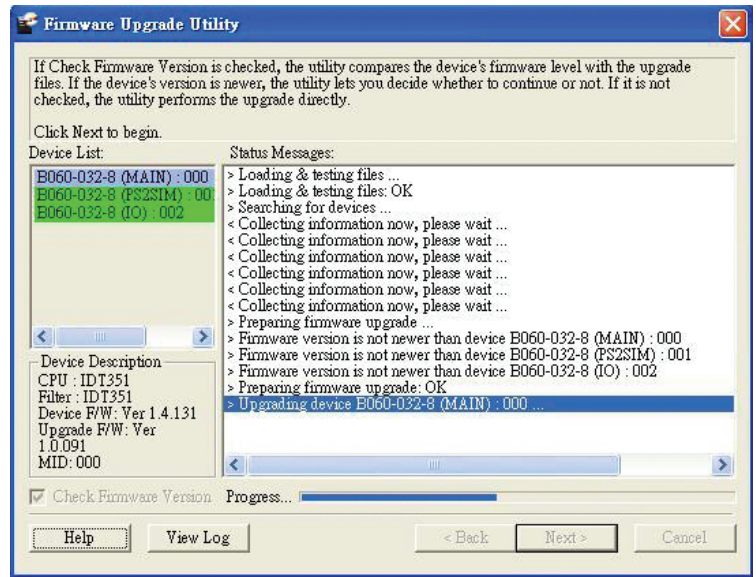 Firmware Upgrade Utility
If Check Firmware Version is checked, the utility compares the device's firmware level with the upgrade
files. If the device's version is newer, the utility lets you decide whether to continue or not. If it is not
checked, the utility performs the upgrade directly.
Click Next to begin.
Device List:
B060-032-8 (MAIN) : 000
B060-032-8 (PS2SIM) : 00
B060-032-8 (IO) : 002
Status Messages:
> Loading & testing files ...
> Loading & testing files: OK
> Searching for devices ...
< Collecting information now, please wait ...
< Collecting information now, please wait ...
< Collecting information now, please wait ...
< Collecting information now, please wait ...
< Collecting information now, please wait ...
< Collecting information now, please wait ...
> Preparing firmware upgrade ...
> Firmware version is not newer than device B060-032-8 (MAIN) : 000
> Firmware version is not newer than device B060-032-8 (PS2SIM) : 001
> Firmware version is not newer than device B060-032-8 (IO) : 002
> Preparing firmware upgrade: OK
> Upgrading device B060-032-8 (MAIN) : 000 ...
Device Description
CPU : IDT351
Filter : IDT351
Device F/W: Ver 1.4.131
Upgrade F/W: Ver
1.0.091
MID: 000
Check Firmware Version
Progress...
Help
View Log
< Back
Next >
Cancel